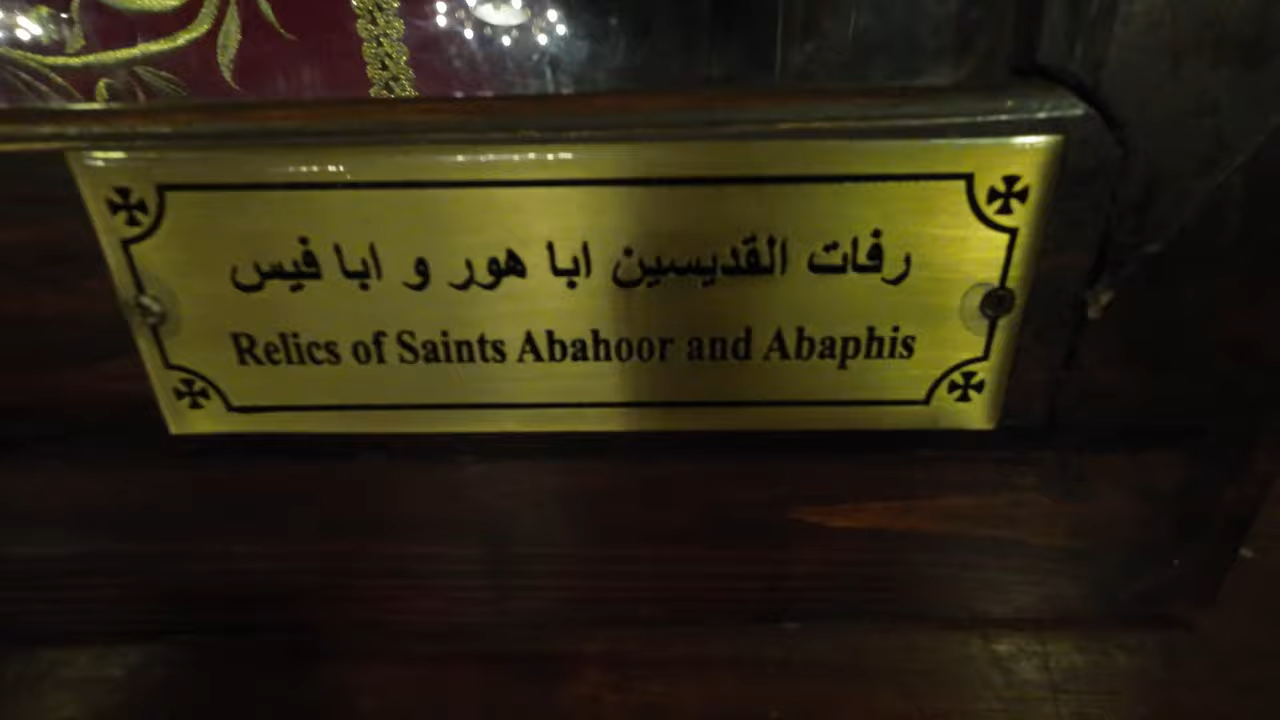 رفات القديسين ابا هور و ابا فيس
Relics of Saints Abahoor and Abaphis